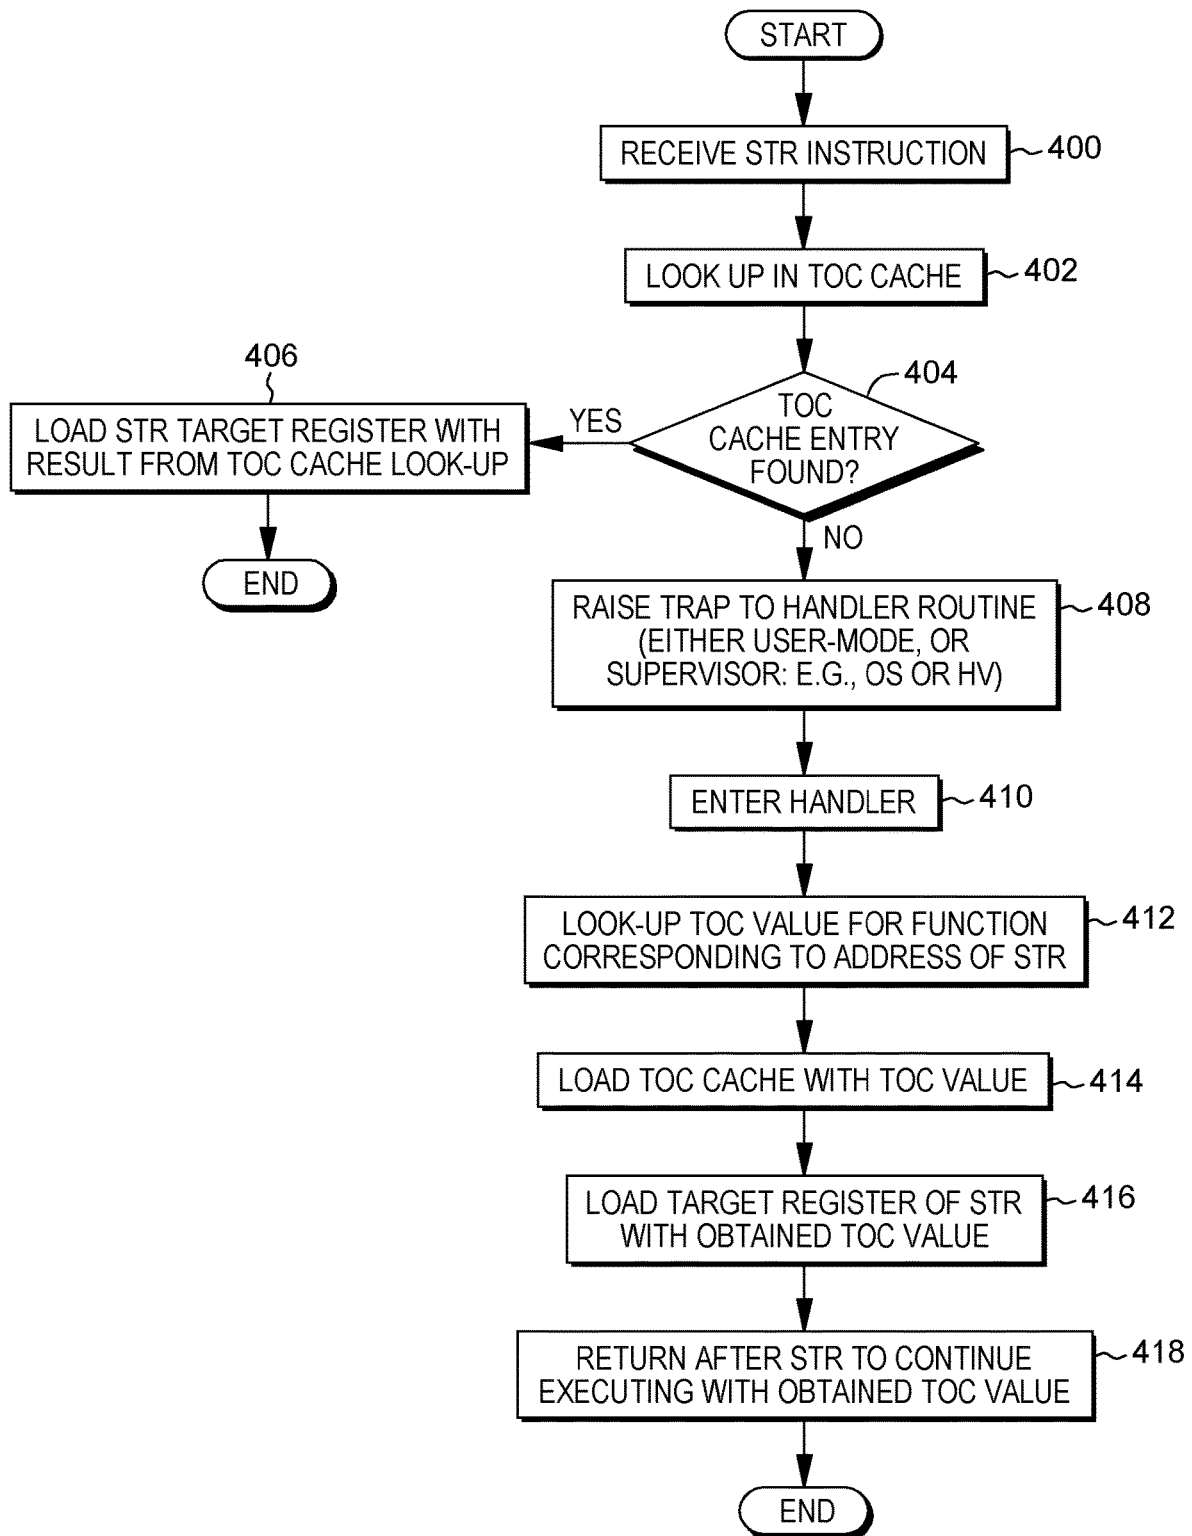 START
RECEIVE STR INSTRUCTION
400
LOOK UP IN TOC CACHE
402
404
TOC
CACHE ENTRY
FOUND?
YES
406
LOAD STR TARGET REGISTER WITH
RESULT FROM TOC CACHE LOOK-UP
END
NO
RAISE TRAP TO HANDLER ROUTINE
(EITHER USER-MODE, OR
SUPERVISOR: E.G., OS OR HV)
408
ENTER HANDLER
410
LOOK-UP TOC VALUE FOR FUNCTION
CORRESPONDING TO ADDRESS OF STR
412
LOAD TOC CACHE WITH TOC VALUE
414
LOAD TARGET REGISTER OF STR
WITH OBTAINED TOC VALUE
416
RETURN AFTER STR TO CONTINUE
EXECUTING WITH OBTAINED TOC VALUE
418
END